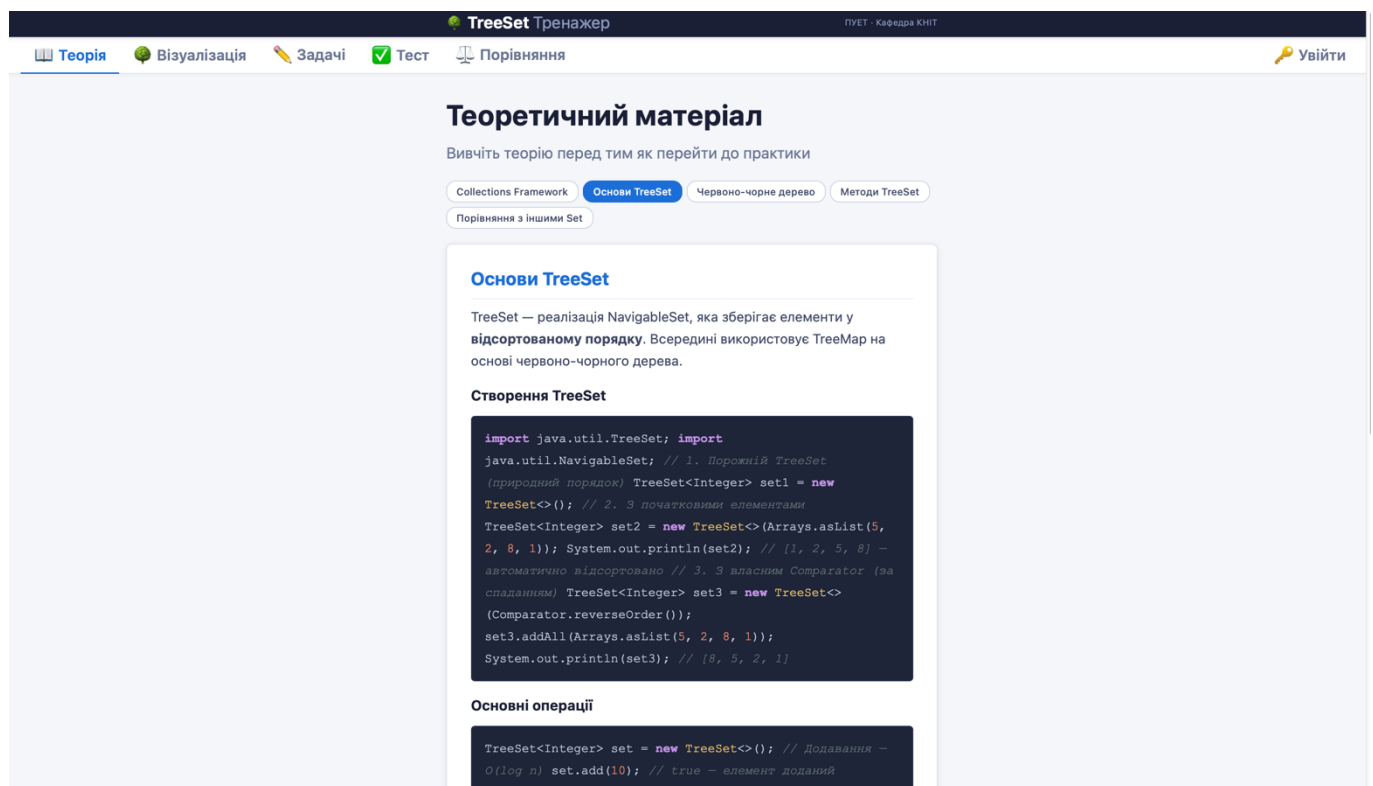 TreeSet Тренажер
ПУЕТ · Кафедра КНІТ
Теорія
Візуалізація
Задачі
Тест
Порівняння
Увійти
Теоретичний матеріал
Вивчіть теорію перед тим як перейти до практики
Collections Framework
Основи TreeSet
Червоно-чорне дерево
Методи TreeSet
Порівняння з іншими Set
Основи TreeSet
TreeSet — реалізація NavigableSet, яка зберігає елементи у
відсортованому порядку. Всередині використовує TreeMap на
основі червоно-чорного дерева.
Створення TreeSet
import java.util.TreeSet; import
java.util.NavigableSet; // 1. Порожній TreeSet
(природний порядок) TreeSet<Integer> set1 = new
TreeSet<>(); // 2. З початковими елементами
TreeSet<Integer> set2 = new TreeSet<>(Arrays.asList(5,
2, 8, 1)); System.out.println(set2); // [1, 2, 5, 8] —
автоматично відсортовано // 3. З власним Comparator (за
спаданням) TreeSet<Integer> set3 = new TreeSet<>
(Comparator.reverseOrder());
set3.addAll(Arrays.asList(5, 2, 8, 1));
System.out.println(set3); // [8, 5, 2, 1]
Основні операції
TreeSet<Integer> set = new TreeSet<>(); // Додавання —
O(log n) set.add(10); // true — елемент доданий